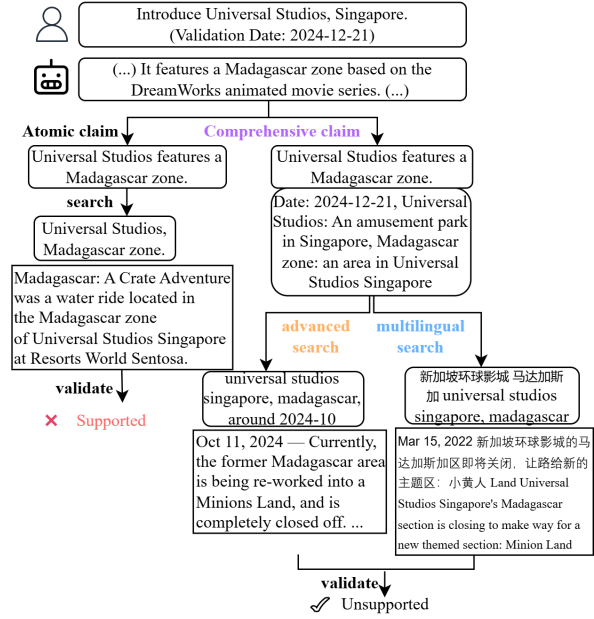 Introduce Universal Studios, Singapore.
(Validation Date: 2024-12-21)
(...) It features a Madagascar zone based on the
DreamWorks animated movie series. (...)
Atomic claim
Comprehensive claim
Universal Studios features a
Madagascar zone.
search
Universal Studios,
Madagascar zone.
Madagascar: A Crate Adventure
was a water ride located in
the Madagascar zone
of Universal Studios Singapore
at Resorts World Sentosa.
validate
Supported
Universal Studios features a
Madagascar zone.
Date: 2024-12-21, Universal
Studios: An amusement park
in Singapore, Madagascar
zone: an area in Universal
Studios Singapore
advanced
search
universal studios
singapore, madagascar,
around 2024-10
Oct 11, 2024 — Currently,
the former Madagascar area
is being re-worked into a
Minions Land, and is
completely closed off. ...
multilingual
search
新加坡环球影城 马达加斯
加 universal studios
singapore, madagascar
Mar 15, 2022 新加坡环球影城的马
达加斯加区即将关闭，让路给新的
主题区：小黄人 Land Universal
Studios Singapore's Madagascar
section is closing to make way for a
new themed section: Minion Land
validate
Unsupported